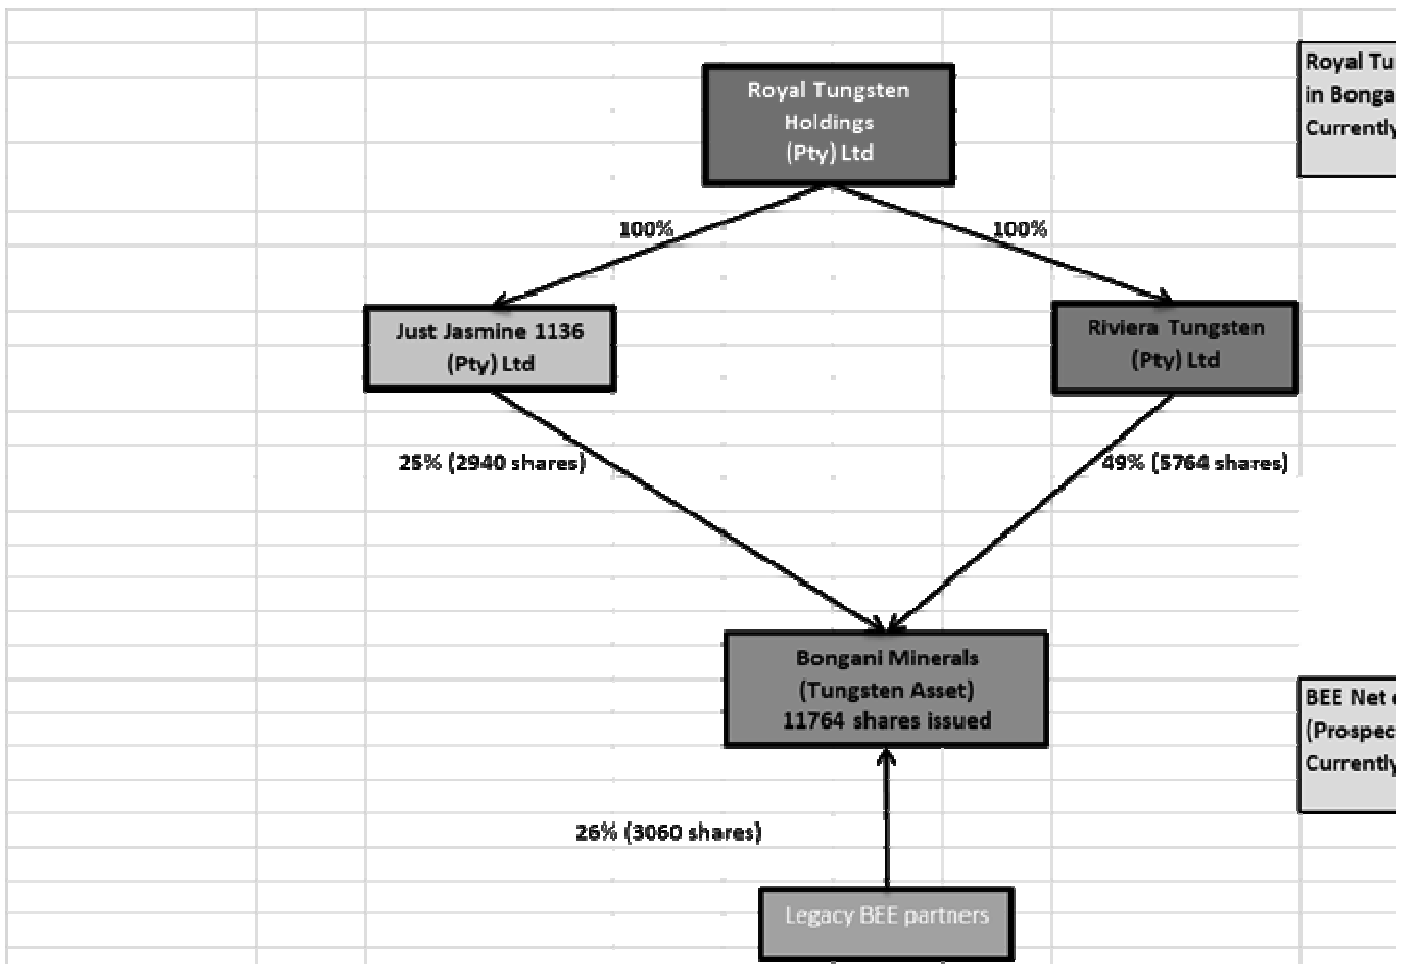 Royal Tungsten
Holdings
(Pty) Ltd
Royal Tu
in Bonga
Currently
100%
100%
Just Jasmine 1136
(Pty) Ltd
Riviera Tungsten
(Pty) Ltd
25% (2940 shares)
49% (5764 shares)
Bongani Minerals
(Tungsten Asset)
11764 shares issued
BEE Net
(Prospec
Currently
26% (3060 shares)
Legacy BEE partners